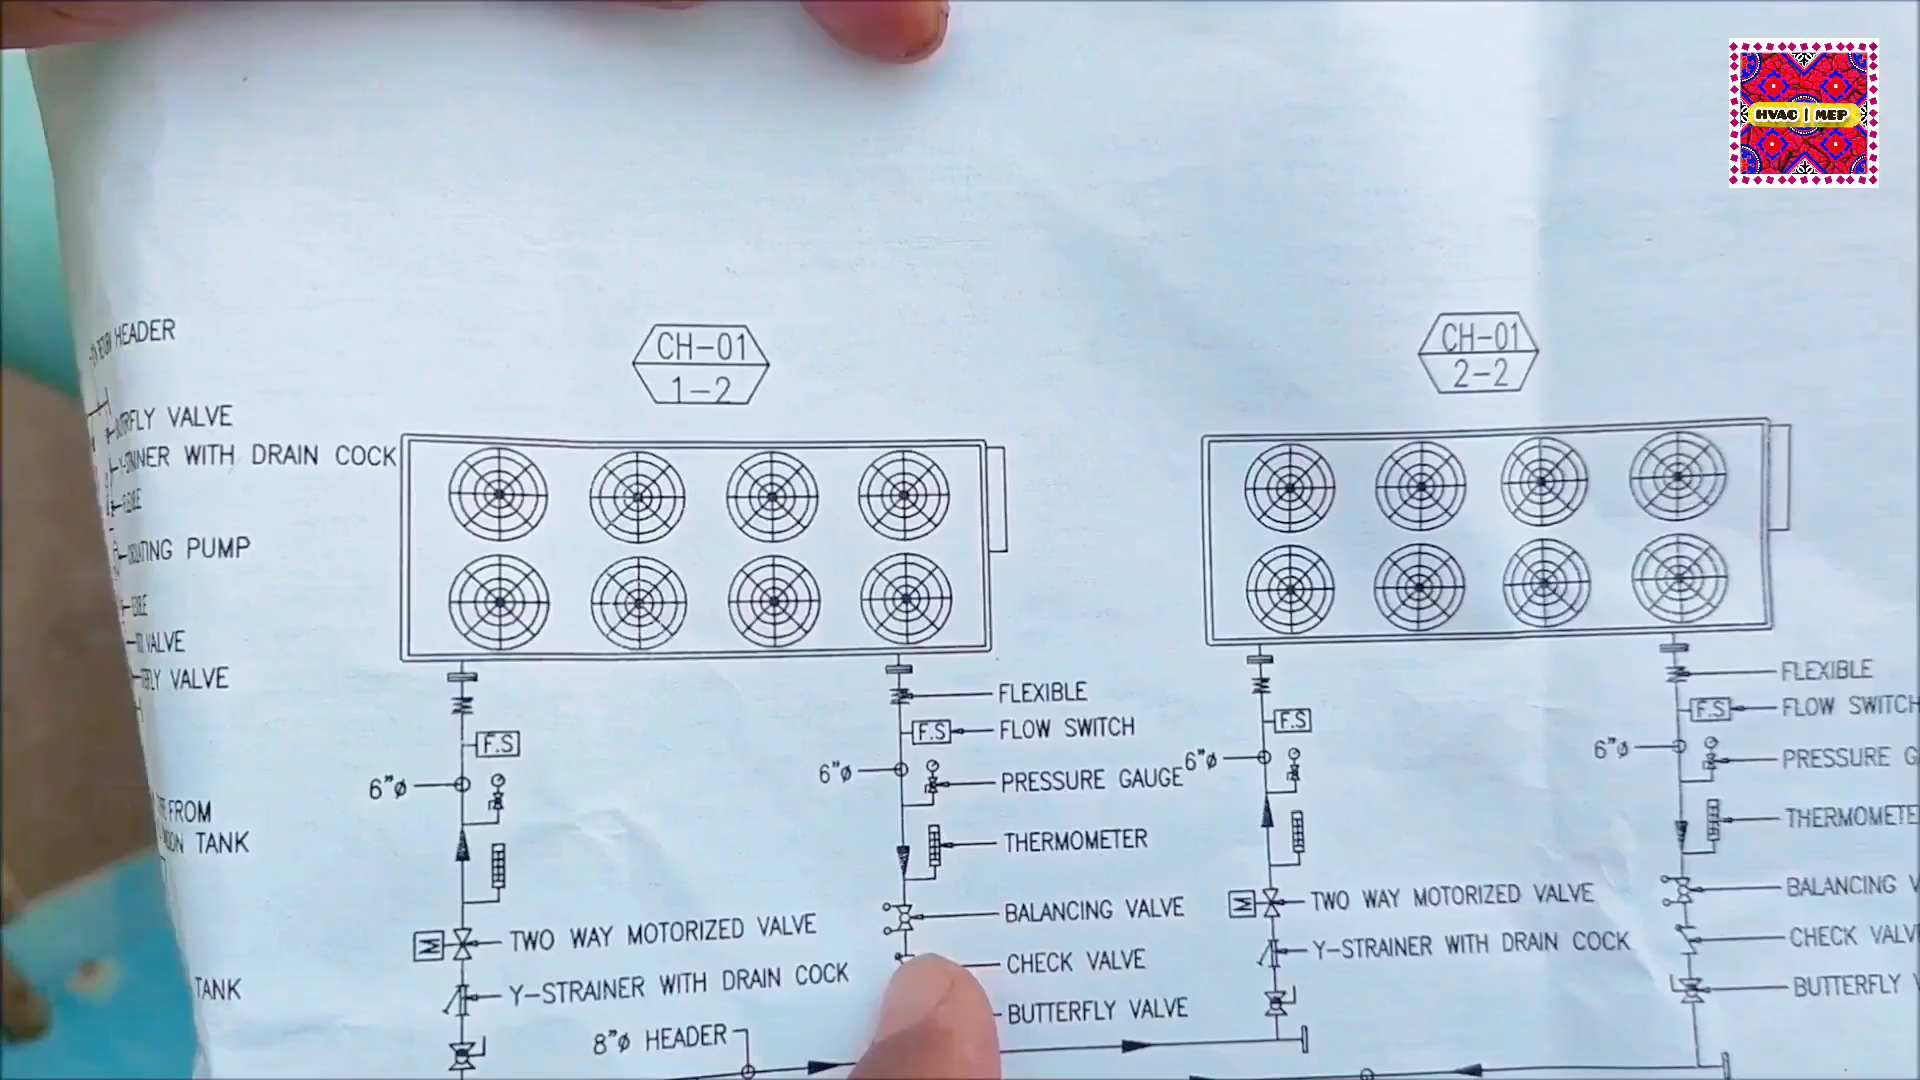 HVAC | MEP
HEADER
CH-01
1-2
CH-01
2-2
VALVE
WITH DRAIN COCK
PUMP
VALVE
VALVE
FROM
TANK
TANK
FLEXIBLE
F.S
F.S
FLOW SWITCH
6"ø
6"ø
PRESSURE GAUGE
THERMOMETER
BALANCING VALVE
M
TWO WAY MOTORIZED VALVE
CHECK VALVE
Y-STRAINER WITH DRAIN COCK
BUTTERFLY VALVE
8"ø HEADER
FLEXIBLE
F.S
F.S
FLOW SWITCH
6"ø
6"ø
PRESSURE
THERMOMETE
BALANCING
M
TWO WAY MOTORIZED VALVE
CHECK VALV
Y-STRAINER WITH DRAIN COCK
BUTTERFLY